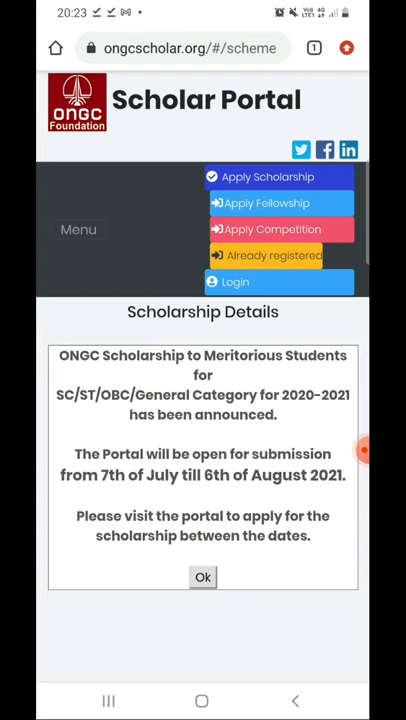 20:23
ongcscholar.org/#/scheme
1
ONGC
Foundation
Scholar Portal
Apply Scholarship
Apply Fellowship
Menu
Apply Competition
Already registered
Login
Scholarship Details
ONGC Scholarship to Meritorious Students
for
SC/ST/OBC/General Category for 2020-2021
has been announced.
The Portal will be open for submission
from 7th of July till 6th of August 2021.
Please visit the portal to apply for the
scholarship between the dates.
Ok